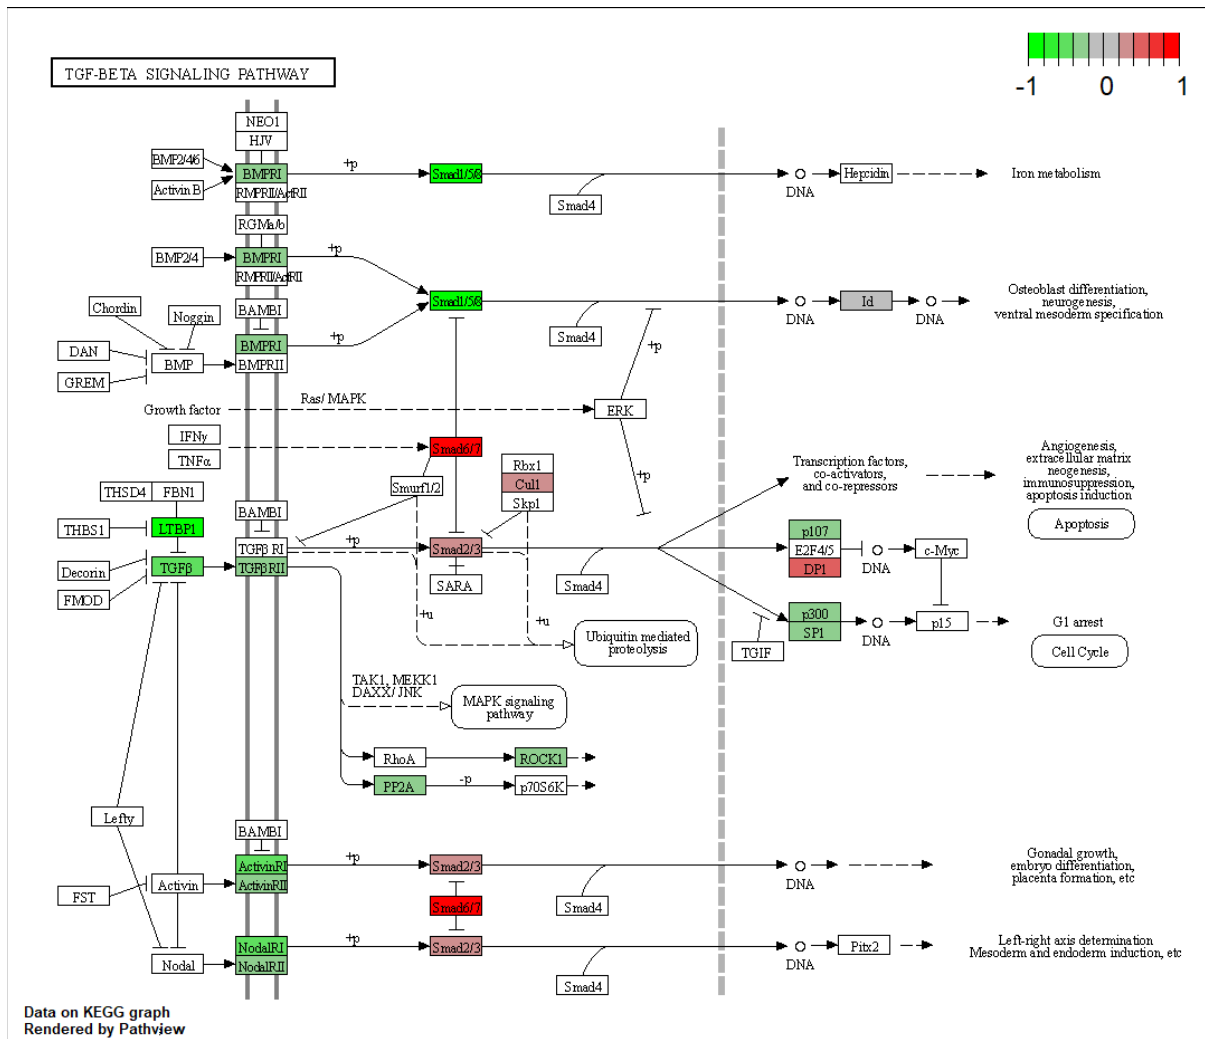 TGF-BETA SIGNALING PATHWAY
-1 0 1
NEO1
HJV
BMP2/4/6
Activin B
BMPRI
RMPRII/ActRII
+p
Smad1/5/8
Smad4
DNA
Hepcidin
Iron metabolism
RGMa/b
BMP2/4
BMPRI
RMPRII/ActRII
+p
Smad1/5/8
Smad4
DNA
Id
DNA
Osteoblast differentiation,
neurogenesis,
ventral mesoderm specification
Chordin
Noggin
BAMBI
DAN
GREM
BMP
BMPRI
BMPRII
+p
+p
Growth factor
Ras/MAPK
ERK
IFNγ
TNFα
Smad6/7
Rbx1
Cul1
Skp1
Smurf1/2
+p
Transcription factors,
co-activators,
and co-repressors
Angiogenesis,
extracellular matrix
neogenesis,
immunosuppression,
apoptosis induction
Apoptosis
THSD4
FBN1
THBS1
LTBP1
BAMBI
Decorin
FMOD
TGFβ
TGFβ RI
TGFβ RII
+p
Smad2/3
SARA
Smad4
p107
E2F4/5
DP1
DNA
c-Myc
p300
SP1
DNA
p15
TGIF
G1 arrest
Cell Cycle
+u
+u
Ubiquitin mediated
proteolysis
TAK1, MEKK1
DAXX/JNK
MAPK signaling
pathway
RhoA
ROCK1
PP2A
-p
p70S6K
Lefty
BAMBI
FST
Activin
ActivinRI
ActivinRII
+p
Smad2/3
Smad4
DNA
Gonadal growth,
embryo differentiation,
placenta formation, etc
Smad6/7
Nodal
NodalRI
NodalRII
+p
Smad2/3
Smad4
DNA
Pitx2
Left-right axis determination
Mesoderm and endoderm induction, etc
Data on KEGG graph
Rendered by Pathview